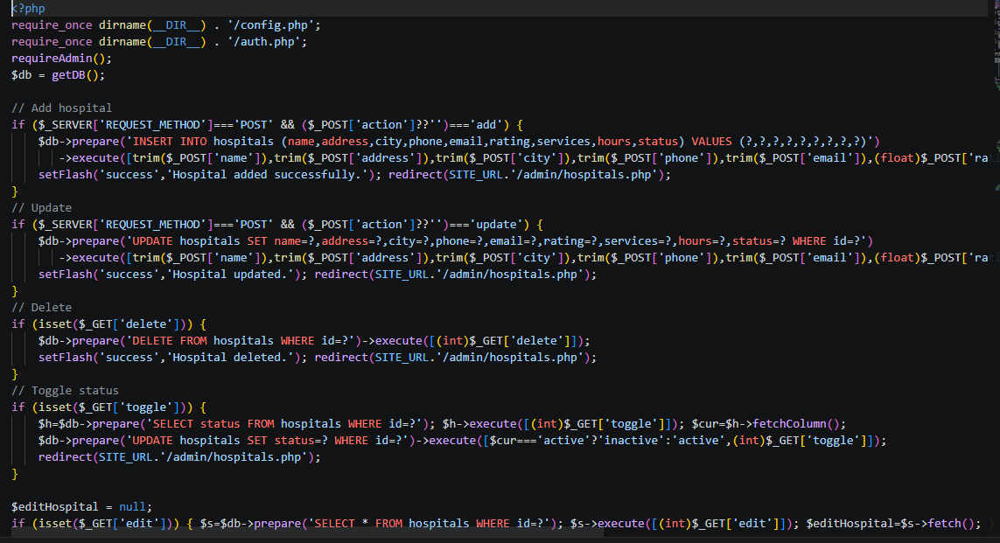 <?php
require_once dirname(__DIR__) . '/config.php';
require_once dirname(__DIR__) . '/auth.php';
requireAdmin();
$db = getDB();
// Add hospital
if ($_SERVER['REQUEST_METHOD']==='POST' && ($_POST['action']??'')==='add') {
$db->prepare('INSERT INTO hospitals (name,address,city,phone,email,rating,services,hours,status) VALUES (?,?,?,?,?,?,?,?,?)')
->execute([trim($_POST['name']),trim($_POST['address']),trim($_POST['city']),trim($_POST['phone']),trim($_POST['email']),(float)$_POST['ra
setFlash('success','Hospital added successfully.'); redirect(SITE_URL.'/admin/hospitals.php');
}
// Update
if ($_SERVER['REQUEST_METHOD']==='POST' && ($_POST['action']??'')==='update') {
$db->prepare('UPDATE hospitals SET name=?,address=?,city=?,phone=?,email=?,rating=?,services=?,hours=?,status=? WHERE id=?')
->execute([trim($_POST['name']),trim($_POST['address']),trim($_POST['city']),trim($_POST['phone']),trim($_POST['email']),(float)$_POST['ra
setFlash('success','Hospital updated.'); redirect(SITE_URL.'/admin/hospitals.php');
}
// Delete
if (isset($_GET['delete'])) {
$db->prepare('DELETE FROM hospitals WHERE id=?')->execute([(int)$_GET['delete']]);
setFlash('success','Hospital deleted.'); redirect(SITE_URL.'/admin/hospitals.php');
}
// Toggle status
if (isset($_GET['toggle'])) {
$h=$db->prepare('SELECT status FROM hospitals WHERE id=?'); $h->execute([(int)$_GET['toggle']]); $cur=$h->fetchColumn();
$db->prepare('UPDATE hospitals SET status=? WHERE id=?')->execute([$cur==='active'?'inactive':'active',(int)$_GET['toggle']]);
redirect(SITE_URL.'/admin/hospitals.php');
}
$editHospital = null;
if (isset($_GET['edit'])) { $s=$db->prepare('SELECT * FROM hospitals WHERE id=?'); $s->execute([(int)$_GET['edit']]); $editHospital=$s->fetch(); }